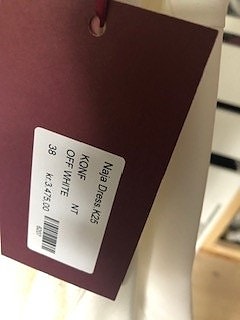 Naja Dress K25
KONF
OFF WHITE NT
38 Kr 3.475,00